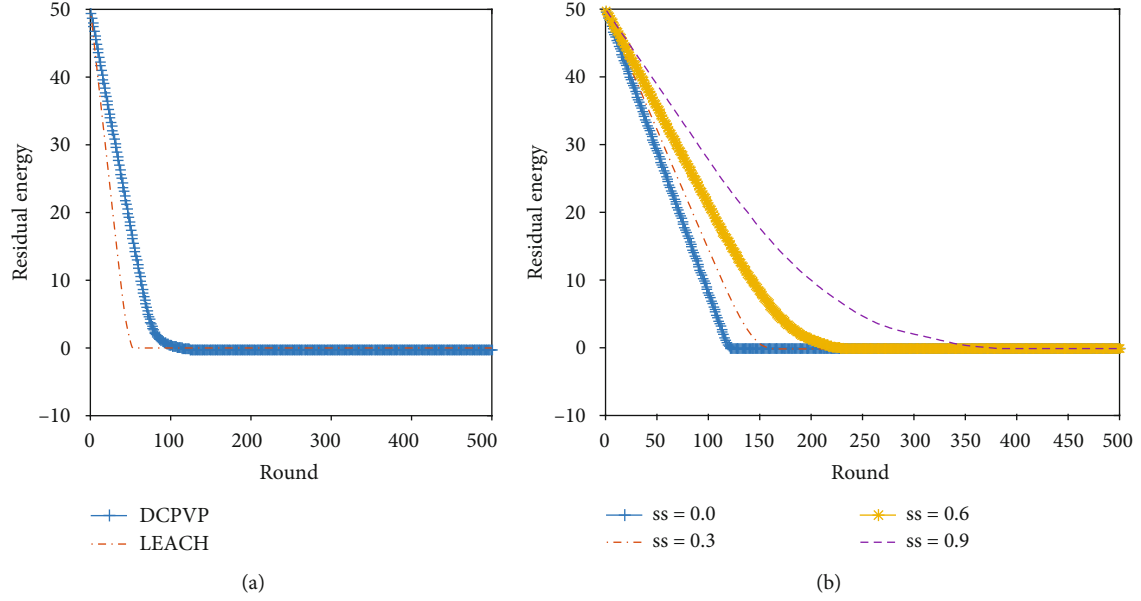 50
40
30
20
10
0
−10
Residual energy
0 100 200 300 400 500
Round
DCPVP
LEACH
(a)
50
40
30
20
10
0
−10
Residual energy
0 50 100 150 200 250 300 350 400 450 500
Round
ss = 0.0 ss = 0.6
ss = 0.3 ss = 0.9
(b)